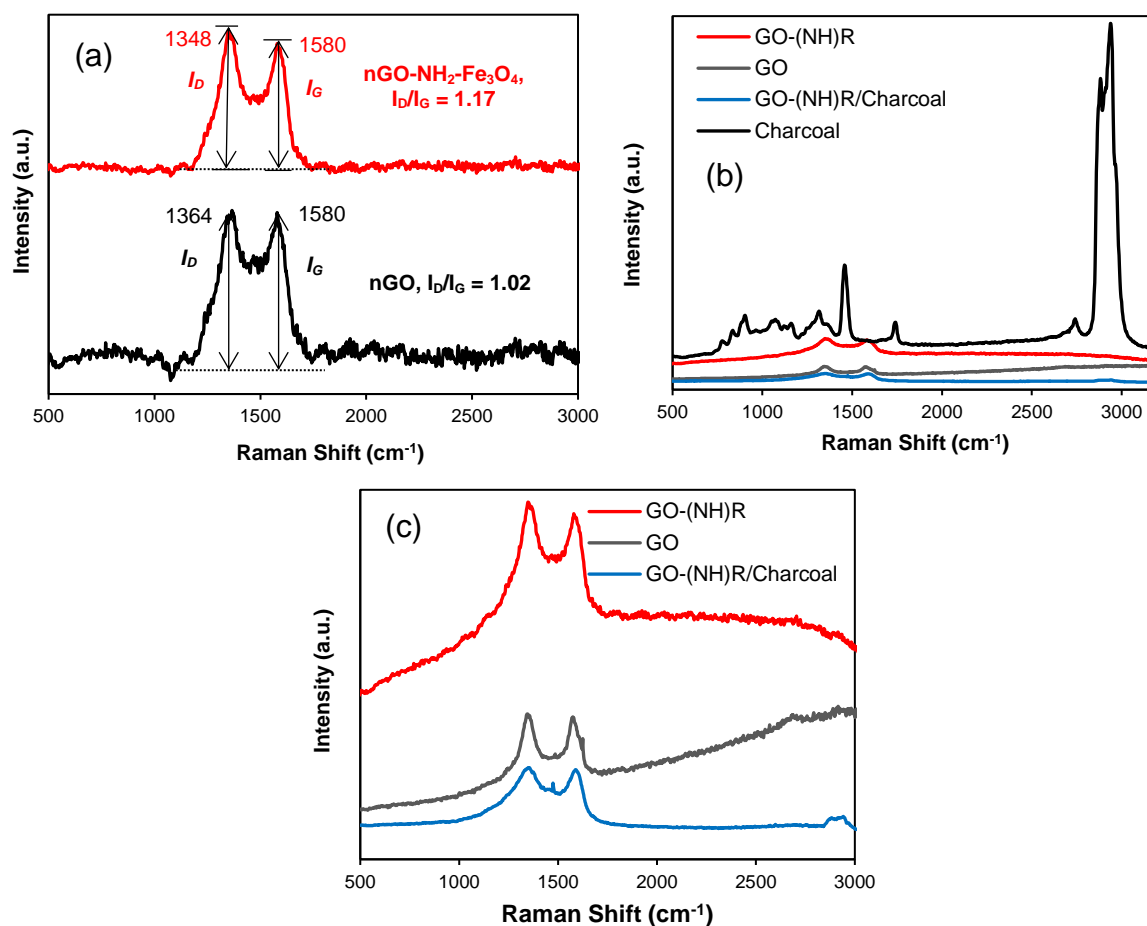 (a)
1348
1580
I_D
I_G
nGO-NH₂-Fe₃O₄,
I_D/I_G = 1.17
1364
1580
I_D
I_G
nGO, I_D/I_G = 1.02
Intensity (a.u.)
500 1000 1500 2000 2500 3000
Raman Shift (cm⁻¹)
GO-(NH)R
GO
GO-(NH)R/Charcoal
Charcoal
(b)
Intensity (a.u.)
500 1000 1500 2000 2500 3000
Raman Shift (cm⁻¹)
(c)
GO-(NH)R
GO
GO-(NH)R/Charcoal
Intensity (a.u.)
500 1000 1500 2000 2500 3000
Raman Shift (cm⁻¹)